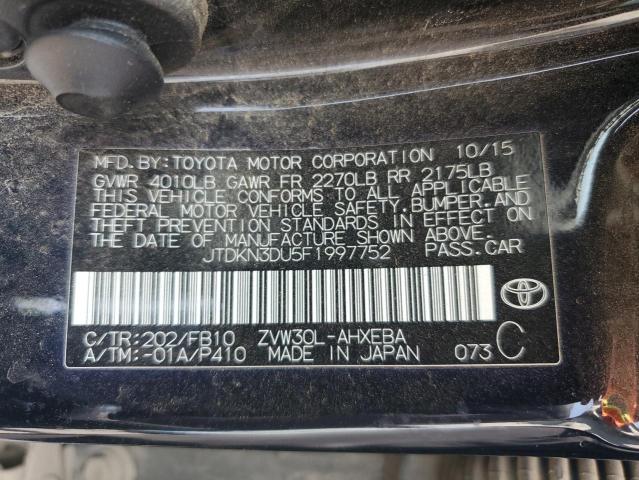 MFD. BY: TOYOTA MOTOR CORPORATION 10/15
GVWR 4010LB GAWR FR 2270LB RR 2175LB
THIS VEHICLE CONFORMS TO ALL APPLICABLE
FEDERAL MOTOR VEHICLE SAFETY, BUMPER, AND
THEFT PREVENTION STANDARDS IN EFFECT ON
THE DATE OF MANUFACTURE SHOWN ABOVE.
JTDKN3DU5F1997752 PASS.CAR
C/TR:202/FB10 ZVW30L-AHXEBA
A/TM:-01A/P410 MADE IN JAPAN 073 C